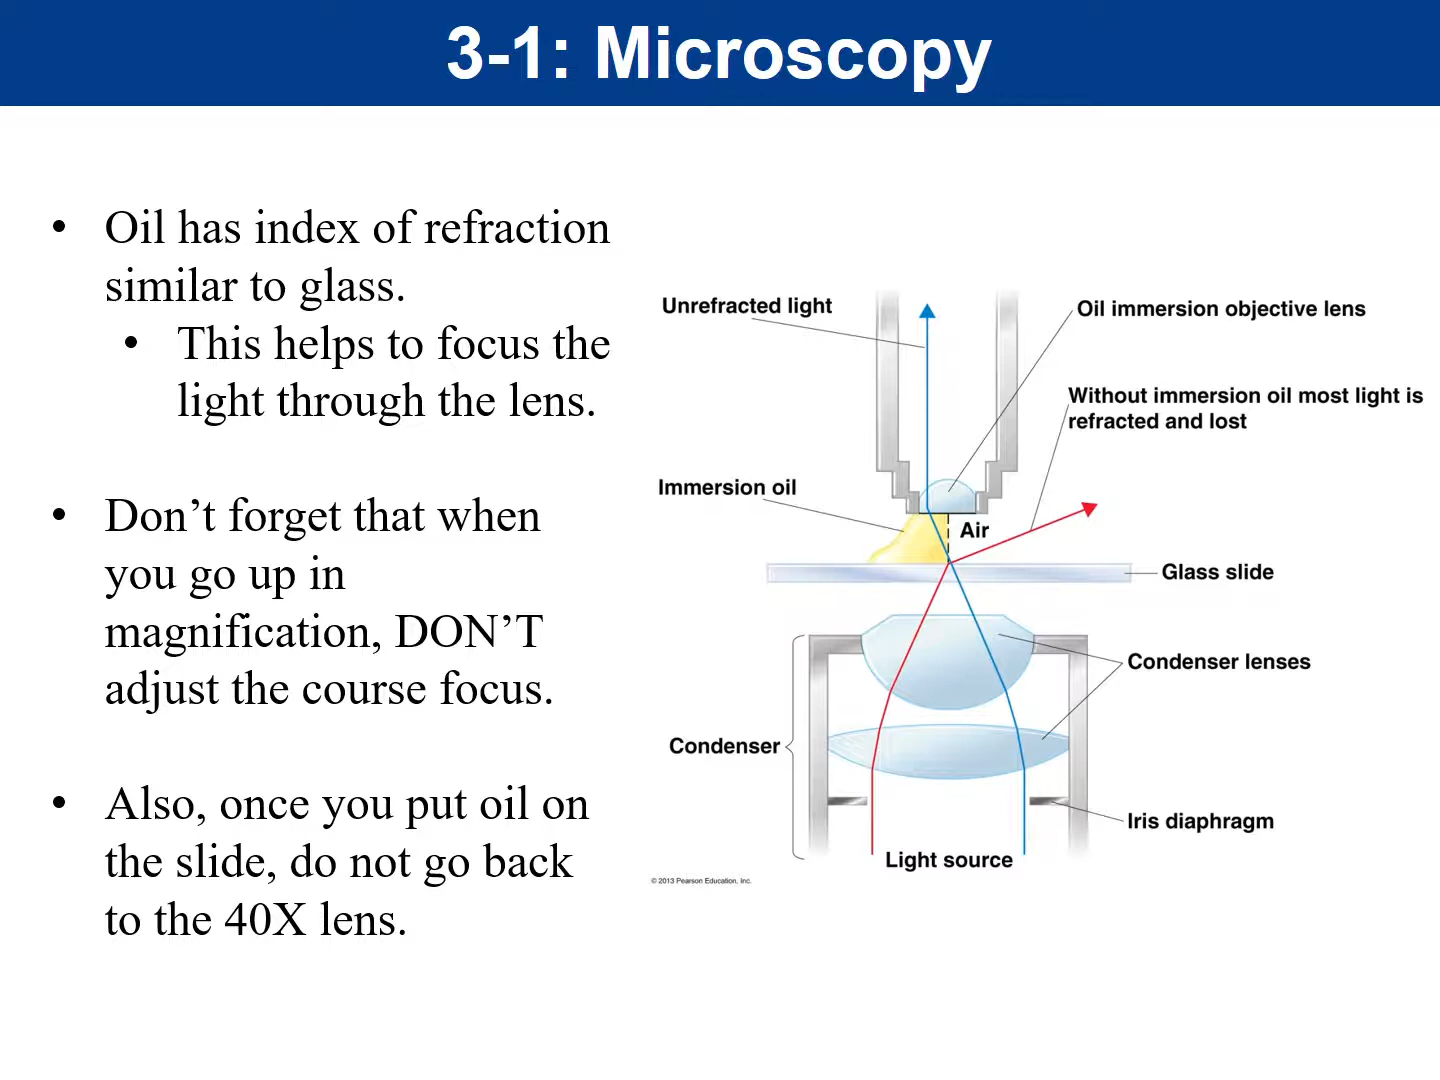 3-1: Microscopy
• Oil has index of refraction
similar to glass.
• This helps to focus the
light through the lens.
• Don’t forget that when
you go up in
magnification, DON’T
adjust the course focus.
• Also, once you put oil on
the slide, do not go back
to the 40X lens.
Unrefracted light
Oil immersion objective lens
Without immersion oil most light is
refracted and lost
Immersion oil
Air
Glass slide
Condenser lenses
Condenser
Iris diaphragm
Light source
© 2013 Pearson Education, Inc.